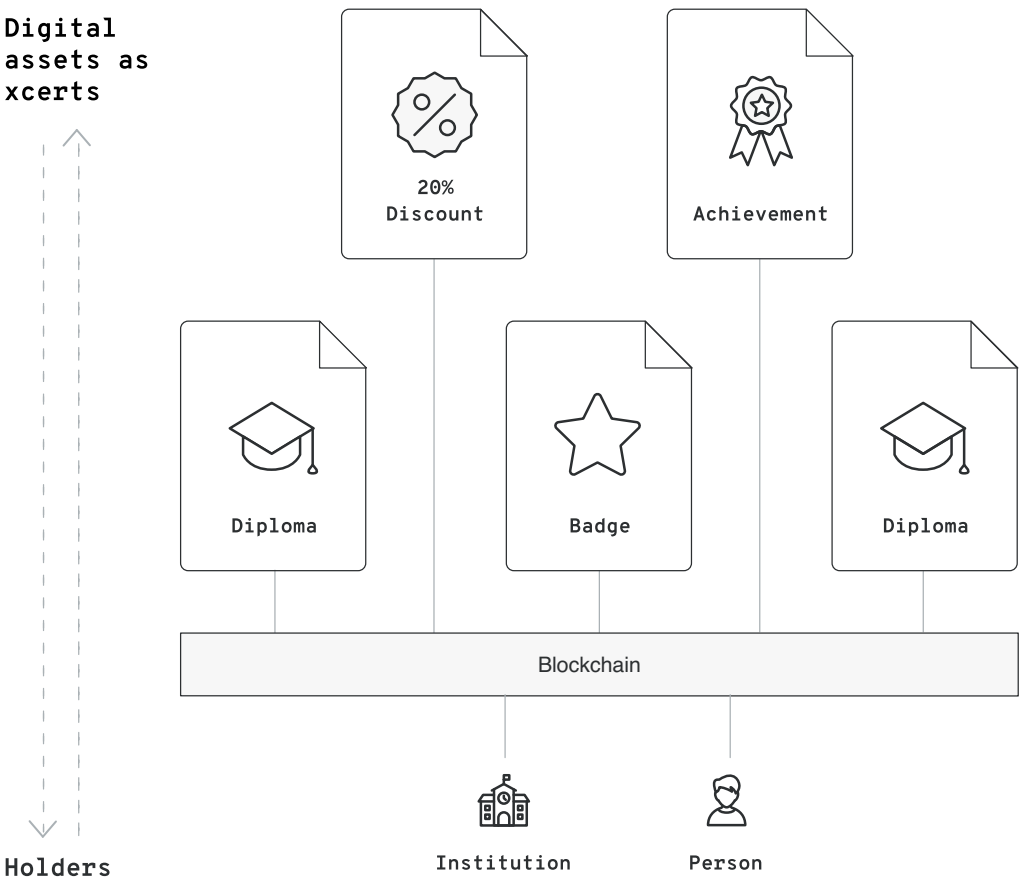 Digital
assets as
xcerts
20%
Discount
Achievement
Diploma
Badge
Diploma
Blockchain
Institution
Person
Holders